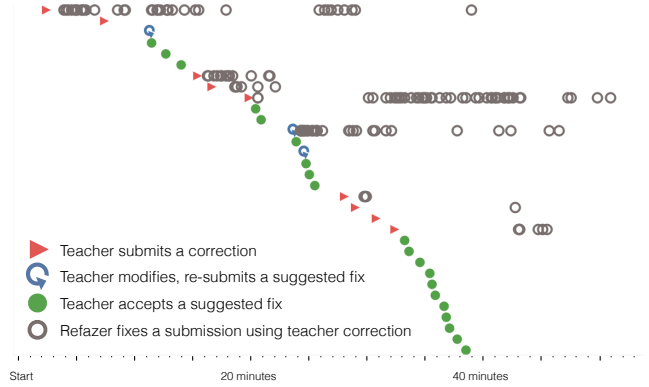 Teacher submits a correction
Teacher modifies, re-submits a suggested fix
Teacher accepts a suggested fix
Refazer fixes a submission using teacher correction
Start 20 minutes 40 minutes